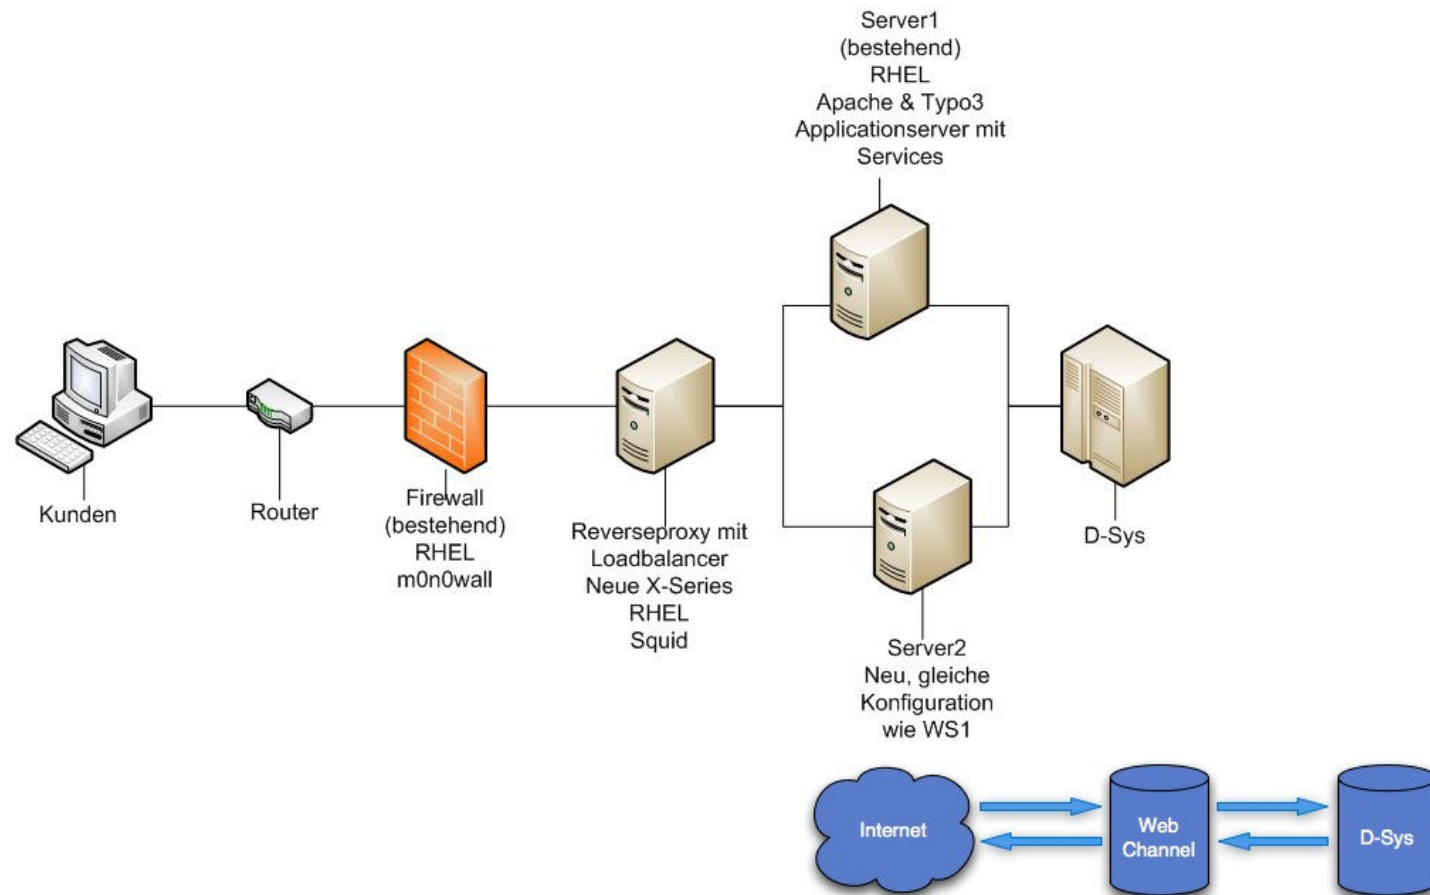 Server1
(bestehend)
RHEL
Apache & Typo3
Applicationserver mit
Services
Kunden
Router
Firewall
(bestehend)
RHEL
m0n0wall
Reverseproxy mit
Loadbalancer
Neue X-Series
RHEL
Squid
D-Sys
Server2
Neu, gleiche
Konfiguration
wie WS1
Internet
Web
Channel
D-Sys